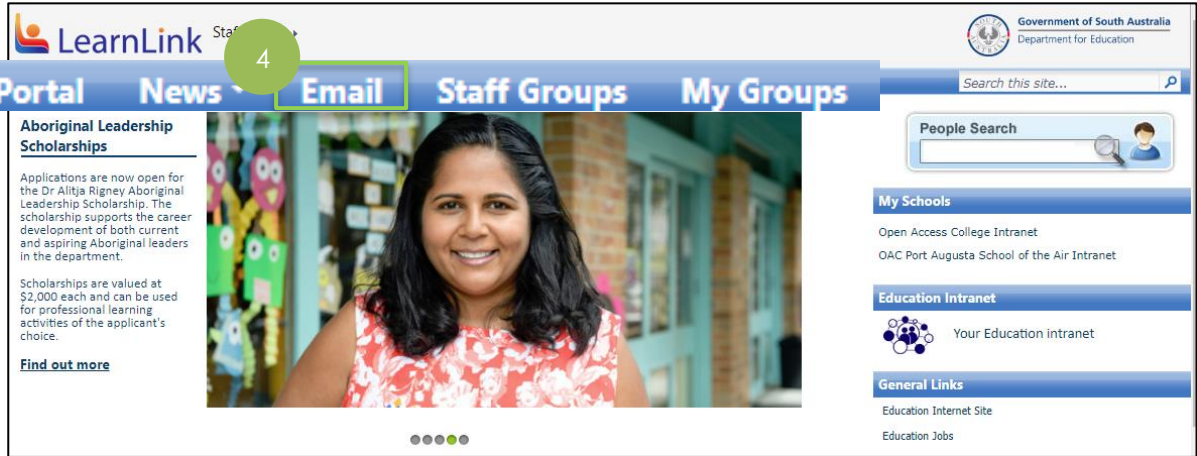 LearnLink
Government of South Australia
Department for Education
4
Portal News Email Staff Groups My Groups
Search this site...
Aboriginal Leadership
Scholarships
Applications are now open for
the Dr Alitja Rigney Aboriginal
Leadership Scholarship. The
scholarship supports the career
development of both current
and aspiring Aboriginal leaders
in the department.
Scholarships are valued at
$2,000 each and can be used
for professional learning
activities of the applicant's
choice.
Find out more
People Search
My Schools
Open Access College Intranet
OAC Port Augusta School of the Air Intranet
Education Intranet
Your Education intranet
General Links
Education Internet Site
Education Jobs